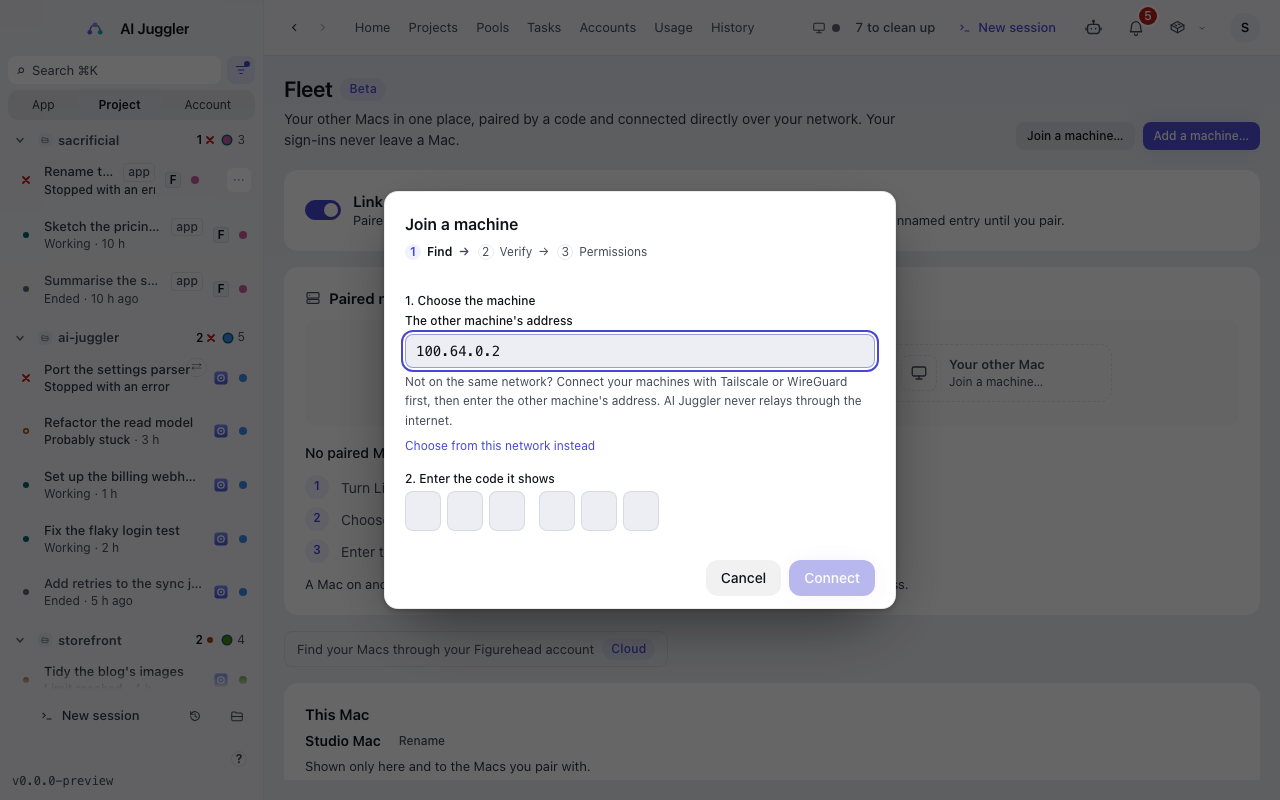 AI Juggler
Search ⌘K
App Project Account
sacrificial 1 3
Rename t... app F
Stopped with an err
Sketch the pricin... app F
Working · 10 h
Summarise the s... app F
Ended · 10 h ago
ai-juggler 2 5
Port the settings parser
Stopped with an error
Refactor the read model
Probably stuck · 3 h
Set up the billing webh...
Working · 1 h
Fix the flaky login test
Working · 2 h
Add retries to the sync j...
Ended · 5 h ago
storefront 2 4
Tidy the blog's images
New session
?
v0.0.0-preview
Home Projects Pools Tasks Accounts Usage History 7 to clean up New session 5 S
Fleet Beta
Your other Macs in one place, paired by a code and connected directly over your network. Your
sign-ins never leave a Mac.
Join a machine... Add a machine...
Link
Paire nnamed entry until you pair.
Paired
Your other Mac
Join a machine...
No paired M
1 Turn Li
2 Choos
3 Enter t
A Mac on ano s.
Find your Macs through your Figurehead account Cloud
This Mac
Studio Mac Rename
Shown only here and to the Macs you pair with.
Join a machine
1 Find → 2 Verify → 3 Permissions
1. Choose the machine
The other machine's address
100.64.0.2
Not on the same network? Connect your machines with Tailscale or WireGuard
first, then enter the other machine's address. AI Juggler never relays through the
internet.
Choose from this network instead
2. Enter the code it shows
Cancel Connect